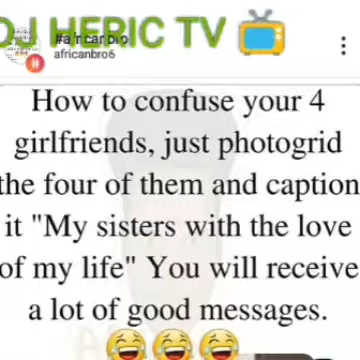 DJ HERIC TV
#africanbro
africanbro6
How to confuse your 4
girlfriends, just photogrid
the four of them and caption
it "My sisters with the love
of my life" You will receive
a lot of good messages.